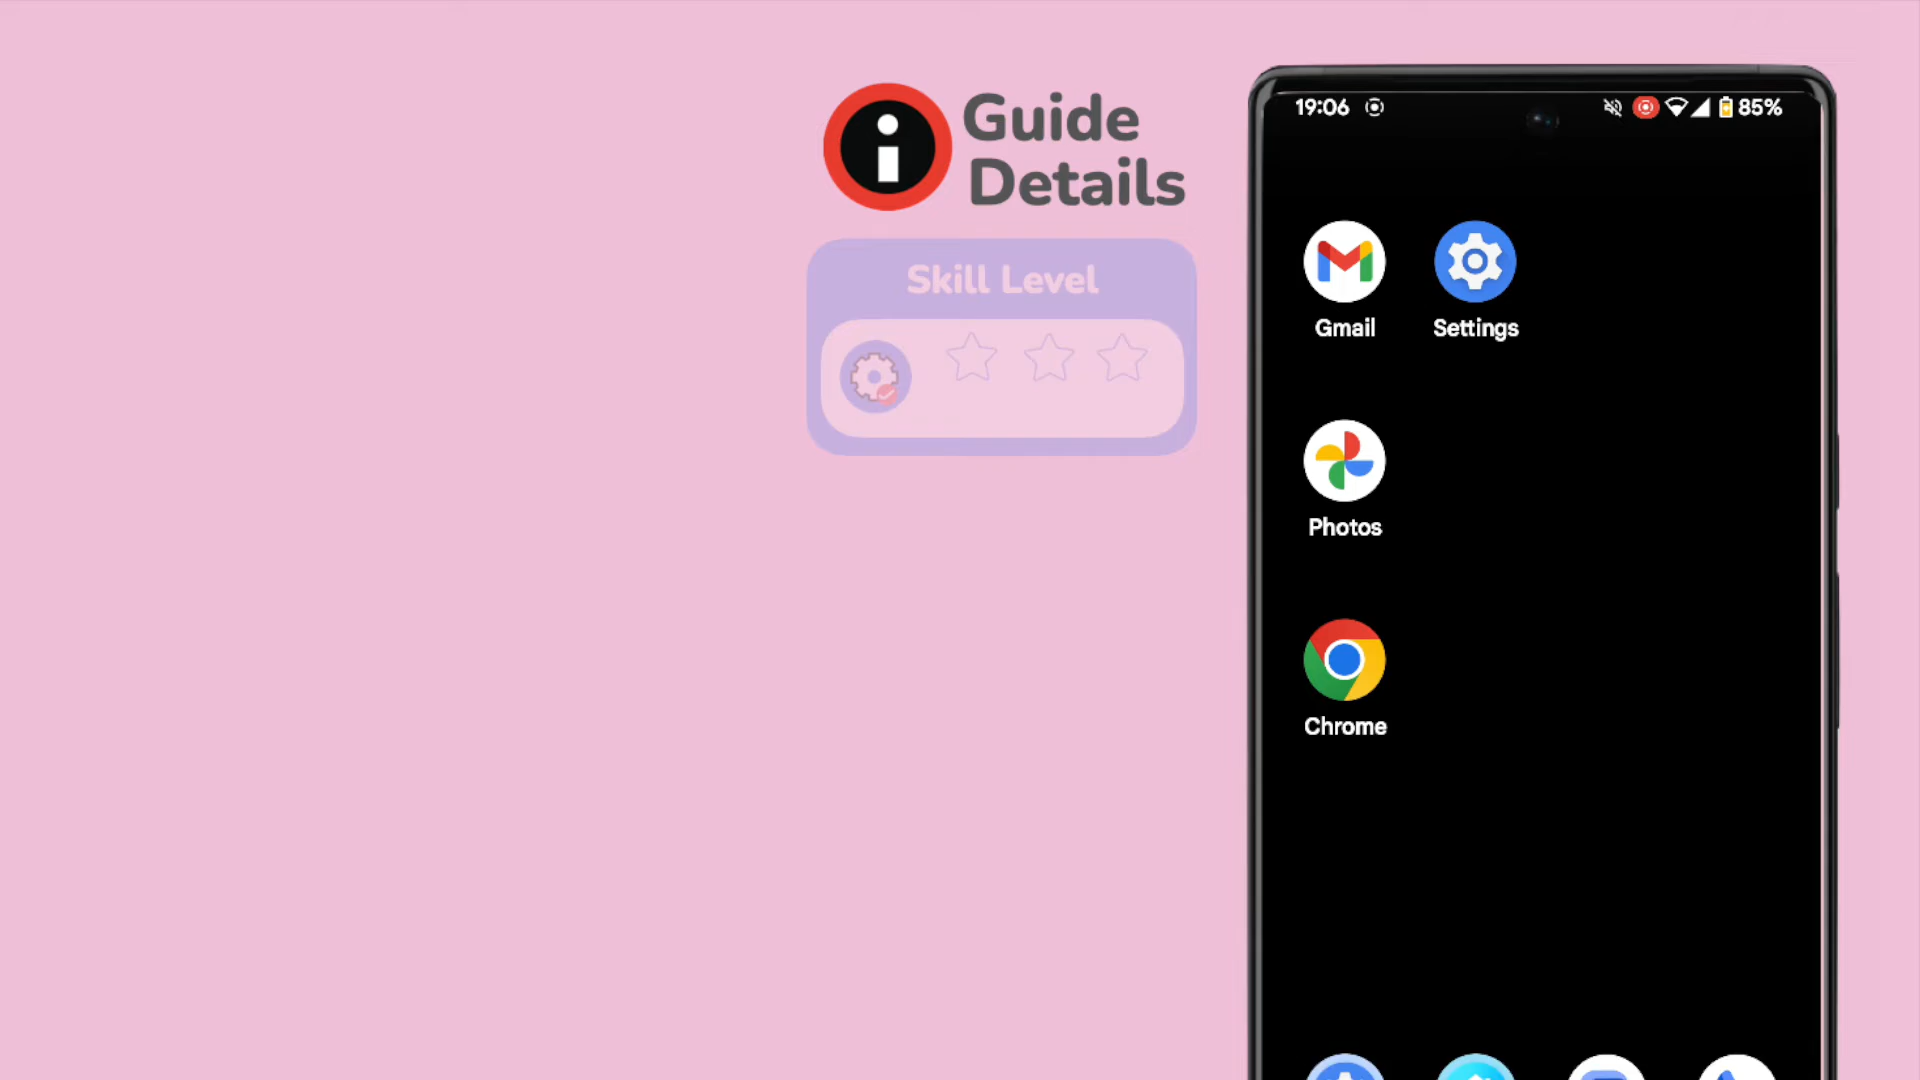 Guide
Details
Skill Level
19:06
85%
Gmail
Settings
Photos
Chrome